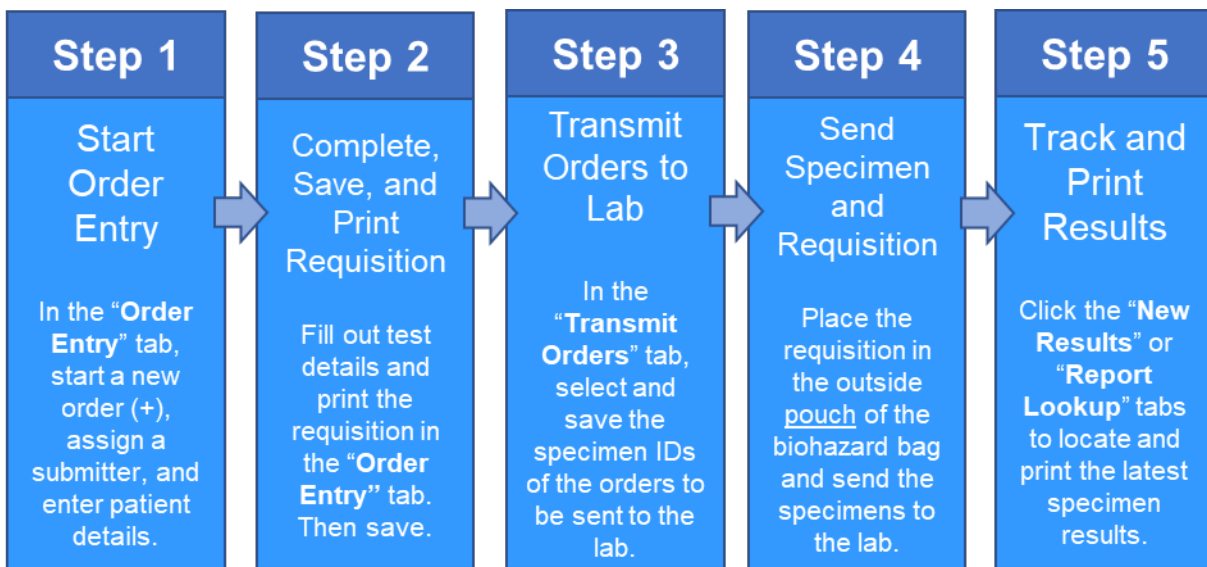 Step 1
Start
Order
Entry
In the “Order
Entry” tab,
start a new
order (+),
assign a
submitter, and
enter patient
details.
Step 2
Complete,
Save, and
Print
Requisition
Fill out test
details and
print the
requisition in
the “Order
Entry” tab.
Then save.
Step 3
Transmit
Orders to
Lab
In the
“Transmit
Orders” tab,
select and
save the
specimen IDs
of the orders to
be sent to the
lab.
Step 4
Send
Specimen
and
Requisition
Place the
requisition in
the outside
pouch of the
biohazard bag
and send the
specimens to
the lab.
Step 5
Track and
Print
Results
Click the “New
Results” or
“Report
Lookup” tabs
to locate and
print the latest
specimen
results.